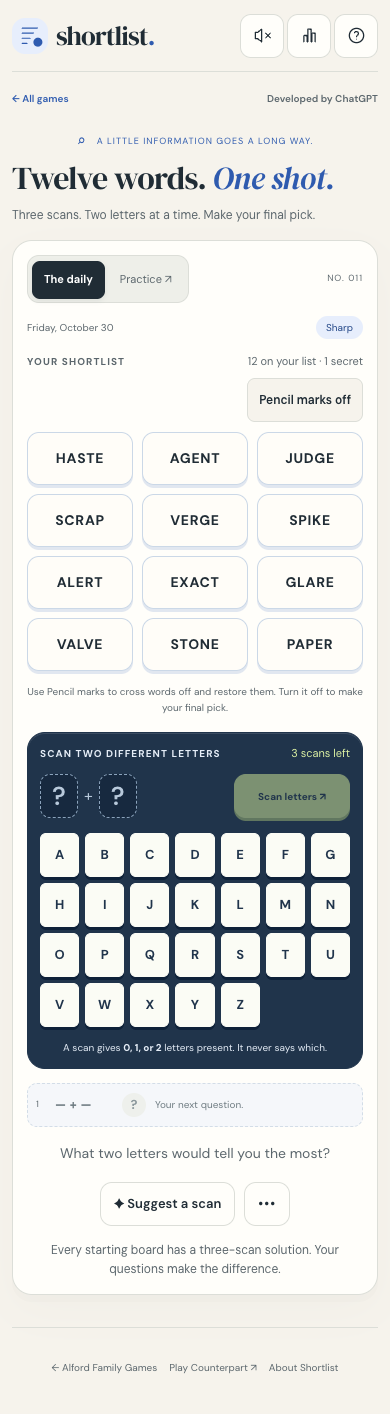 shortlist.
← All games
Developed by ChatGPT
A LITTLE INFORMATION GOES A LONG WAY.
Twelve words. One shot.
Three scans. Two letters at a time. Make your final pick.
The daily
Practice ↗
NO. 011
Friday, October 30
Sharp
YOUR SHORTLIST
12 on your list · 1 secret
Pencil marks off
HASTE AGENT JUDGE
SCRAP VERGE SPIKE
ALERT EXACT GLARE
VALVE STONE PAPER
Use Pencil marks to cross words off and restore them. Turn it off to make
your final pick.
SCAN TWO DIFFERENT LETTERS
3 scans left
? + ?
Scan letters ↗
A B C D E F G
H I J K L M N
O P Q R S T U
V W X Y Z
A scan gives 0, 1, or 2 letters present. It never says which.
1 — + — ? Your next question.
What two letters would tell you the most?
✦ Suggest a scan
•••
Every starting board has a three-scan solution. Your
questions make the difference.
← Alford Family Games Play Counterpart ↗ About Shortlist